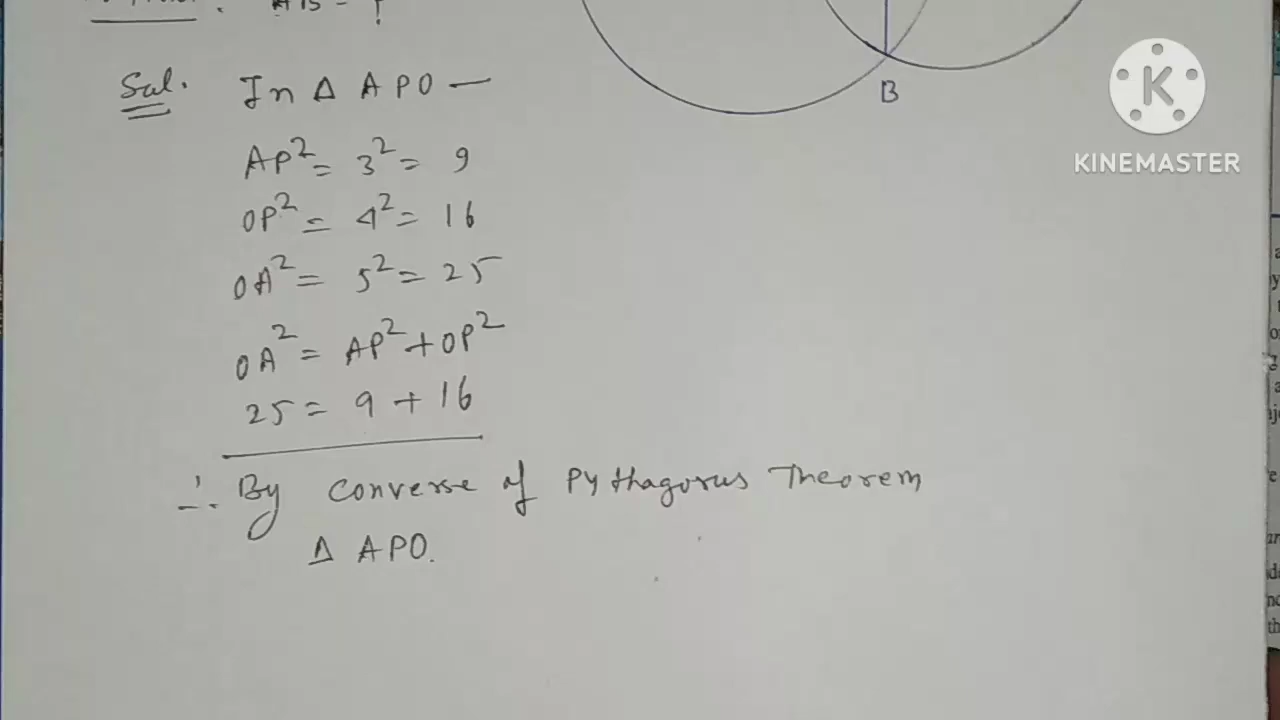 AB = ?
Sol. In Δ APO —
AP² = 3² = 9
OP² = 4² = 16
OA² = 5² = 25
OA² = AP² + OP²
25 = 9 + 16
∴ By converse of Pythagorus Theorem
Δ APO.
B
K
KINEMASTER